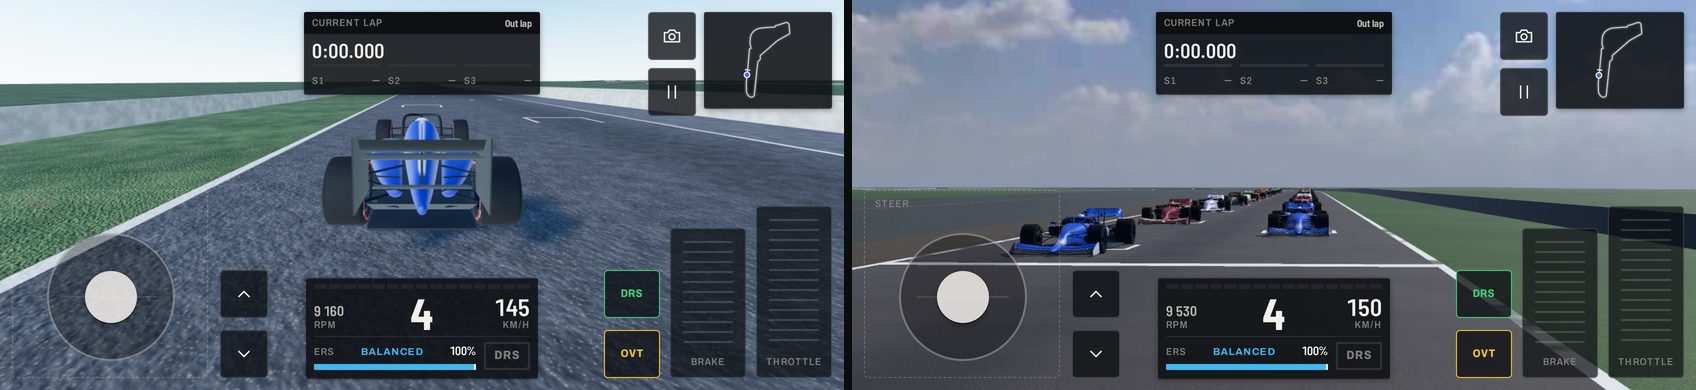 CURRENT LAP Out lap
0:00.000
S1 – S2 – S3 –
9 160 RPM
4
145 KM/H
ERS BALANCED 100% DRS
DRS
OVT
BRAKE
THROTTLE
CURRENT LAP Out lap
0:00.000
S1 – S2 – S3 –
STEER
9 530 RPM
4
150 KM/H
ERS BALANCED 100% DRS
DRS
OVT
BRAKE
THROTTLE